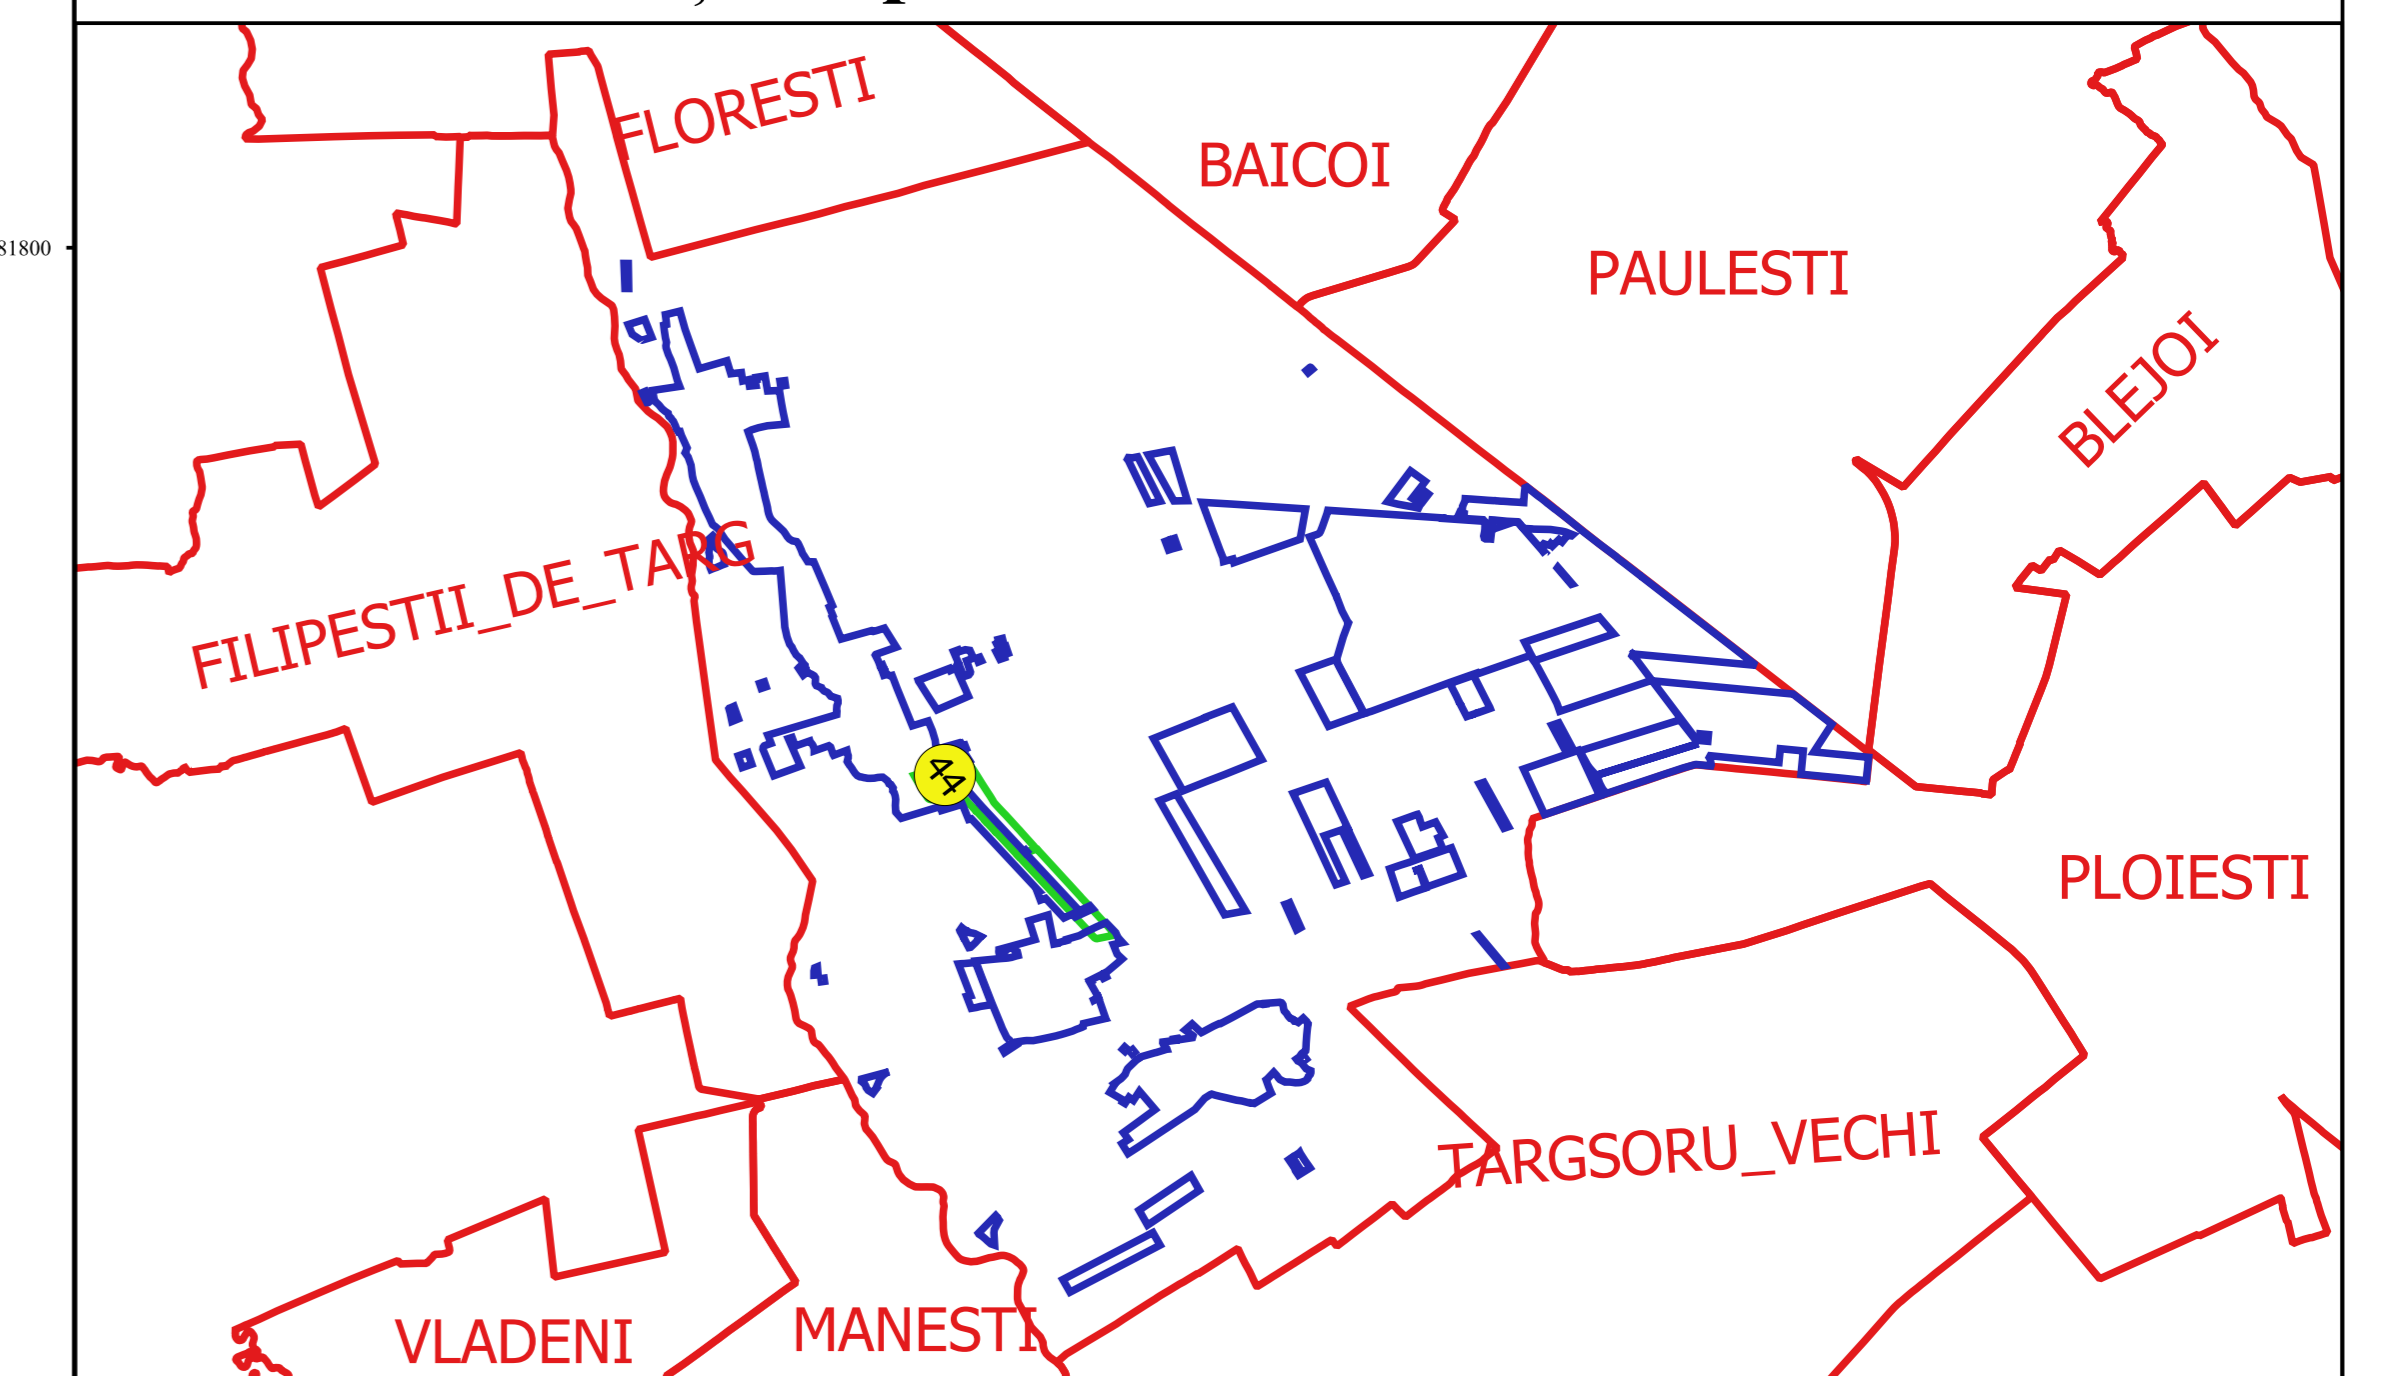 FLORESTI
BAICOI
81800
PAULESTI
BLEJOI
FILIPESTII_DE_TARG
44
PLOIESTI
TARGSORU_VECHI
MANESTI
VLADENI